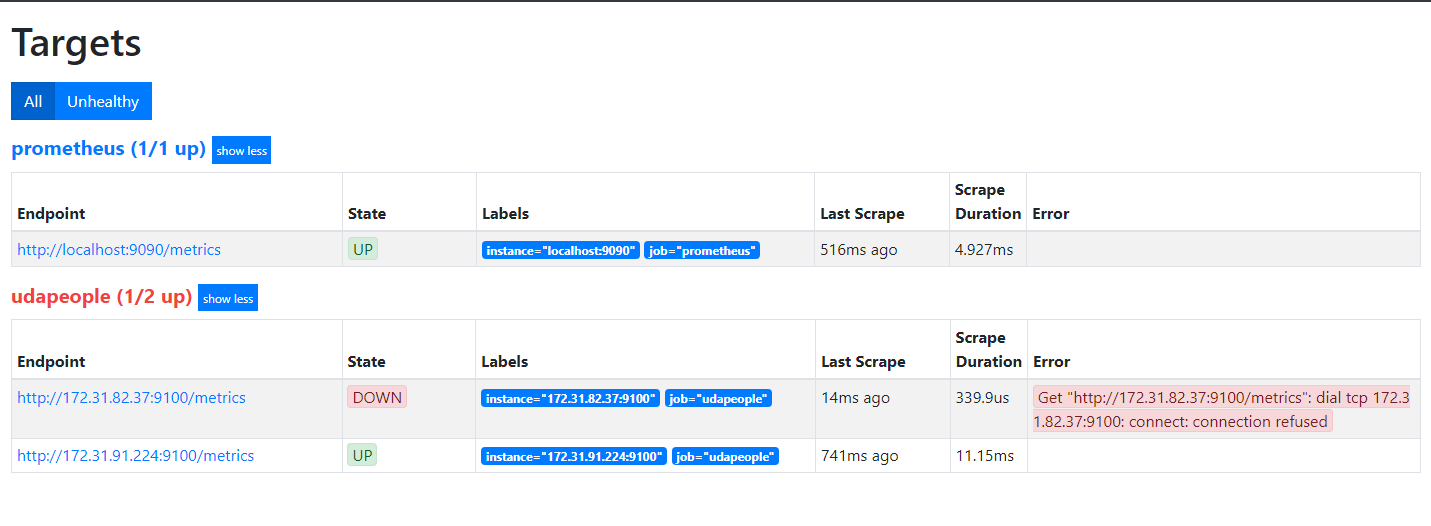 Targets
All Unhealthy
prometheus (1/1 up) show less
Endpoint State Labels Last Scrape Scrape Duration Error
http://localhost:9090/metrics UP instance="localhost:9090" job="prometheus" 516ms ago 4.927ms
udapeople (1/2 up) show less
Endpoint State Labels Last Scrape Scrape Duration Error
http://172.31.82.37:9100/metrics DOWN instance="172.31.82.37:9100" job="udapeople" 14ms ago 339.9us Get "http://172.31.82.37:9100/metrics": dial tcp 172.3
1.82.37:9100: connect: connection refused
http://172.31.91.224:9100/metrics UP instance="172.31.91.224:9100" job="udapeople" 741ms ago 11.15ms